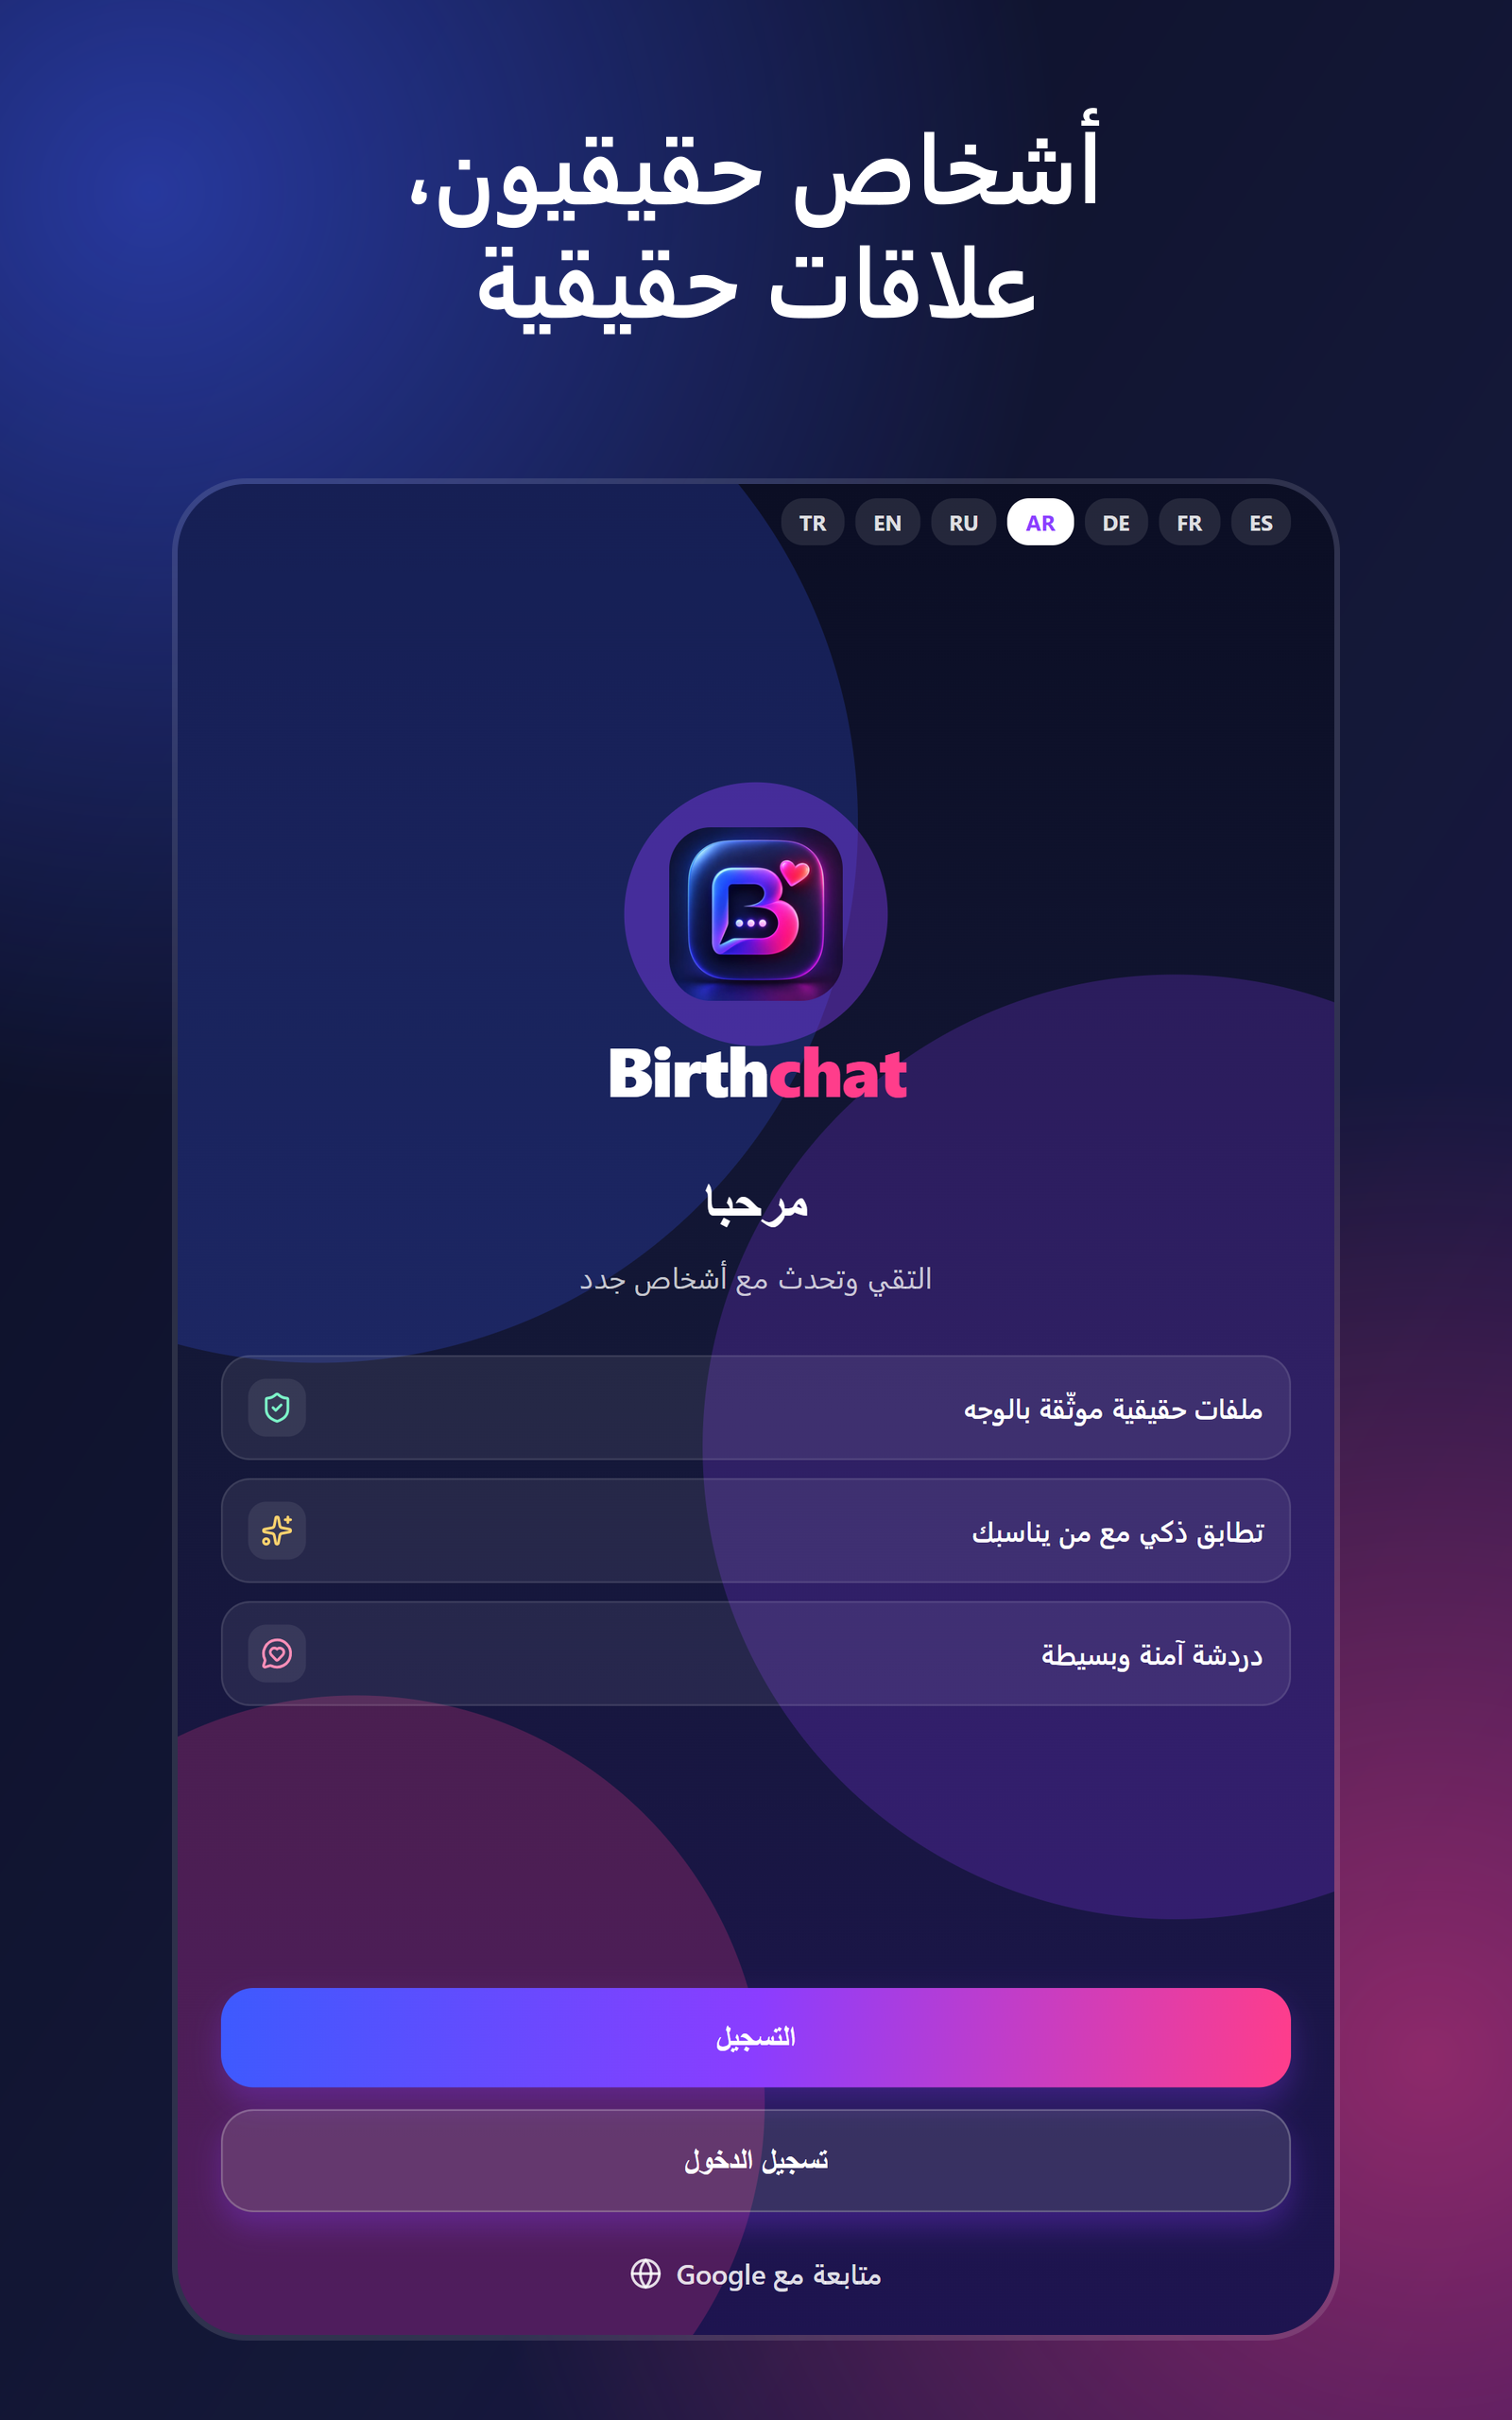 أشخاص حقيقيون،
علاقات حقيقية
TR EN RU AR DE FR ES
Birthchat
مرحبا
التقي وتحدث مع أشخاص جدد
ملفات حقيقية موثّقة بالوجه
تطابق ذكي مع من يناسبك
دردشة آمنة وبسيطة
التسجيل
تسجيل الدخول
متابعة مع Google